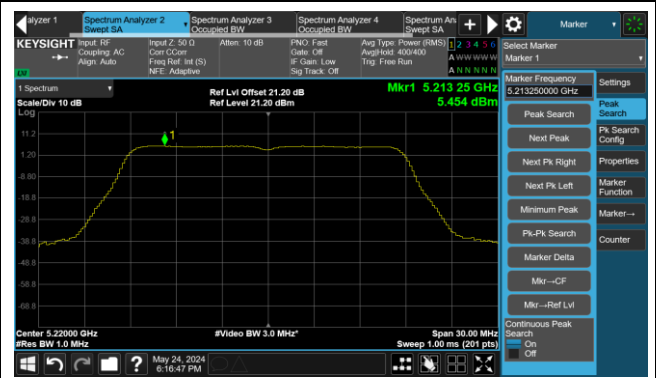 alyzer 1
Spectrum Analyzer 2
Swept SA
Spectrum Analyzer 3
Occupied BW
Spectrum Analyzer 4
Occupied BW
Spectrum An
Swept SA
Marker
KEYSIGHT
Input: RF
Coupling: AC
Align: Auto
Input Z: 50 Ω
Corr CCorr
Freq Ref: Int (S)
NFE: Adaptive
Atten: 10 dB
PNO: Fast
Gate: Off
IF Gain: Low
Sig Track: Off
Avg Type: Power (RMS)
Avg|Hold: 400/400
Trig: Free Run
1 2 3 4 5 6
A W W W W W
A N N N N N
LXI
Select Marker
Marker 1
Marker Frequency
5.213250000 GHz
Settings
Peak Search
Peak
Search
Next Peak
Pk Search
Config
Next Pk Right
Properties
Next Pk Left
Marker
Function
Minimum Peak
Marker→
Pk-Pk Search
Counter
Marker Delta
Mkr→CF
Mkr→Ref Lvl
Continuous Peak
Search
On
Off
1 Spectrum
Scale/Div 10 dB
Log
Ref Lvl Offset 21.20 dB
Ref Level 21.20 dBm
Mkr1 5.213 25 GHz
5.454 dBm
1
11.2
1.20
-8.80
-18.8
-28.8
-38.8
-48.8
-58.8
-68.8
Center 5.22000 GHz
#Res BW 1.0 MHz
#Video BW 3.0 MHz*
Span 30.00 MHz
Sweep 1.00 ms (201 pts)
?
May 24, 2024
6:16:47 PM